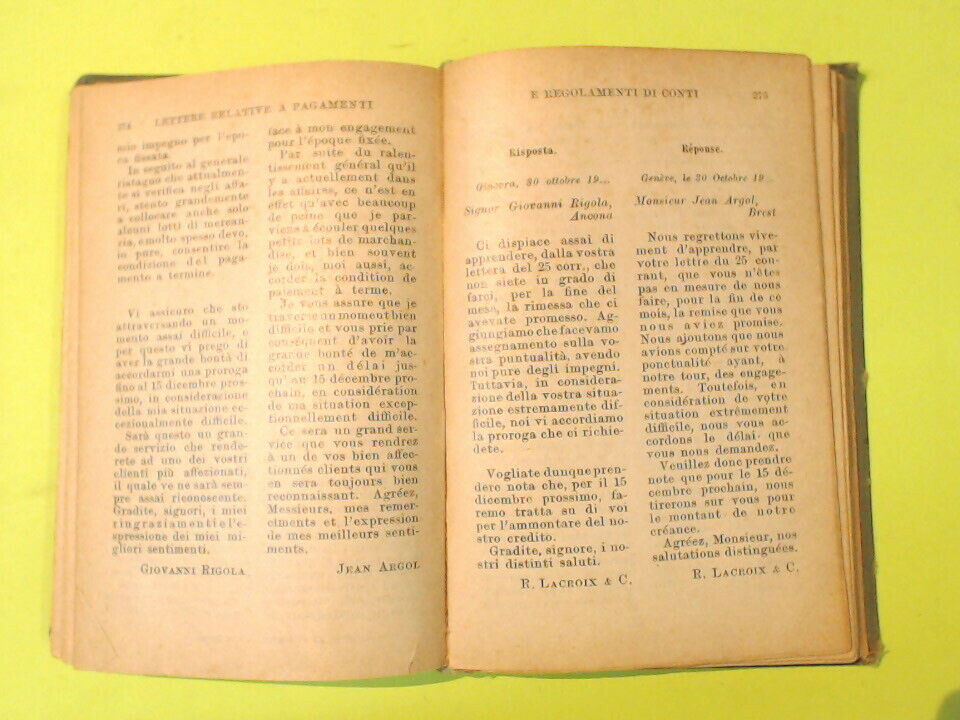 274 LETTERE RELATIVE A PAGAMENTI
mio impegno per l'epo-
ca fissata.
In seguito al generale
ristagno che attualmen-
te si verifica negli affa-
ri, stento grandemente
a collocare anche solo
alcuni lotti di mercan-
zia, e molto spesso devo,
io pure, consentire la
condizione del paga-
mento a termine.
Vi assicuro che sto
attraversando un mo-
mento assai difficile, e
per questo vi prego di
aver la grande bontà di
accordarmi una proroga
fino al 15 dicembre pros-
simo, in considerazione
della mia situazione ec-
cezionalmente difficile.
Sarà questo un gran-
de servizio che rende-
rete ad uno dei vostri
clienti più affezionati,
il quale ve ne sarà sem-
pre assai riconoscente.
Gradite, signori, i miei
ringraziamenti e l'e-
spressione dei miei mi-
gliori sentimenti.
GIOVANNI RIGOLA
face à mon engagement
pour l'époque fixée.
Par suite du ralen-
tissement général qu'il
y a actuellement dans
les affaires, ce n'est en
effet qu'avec beaucoup
de peine que je par-
viens à écouler quelques
petits lots de marchan-
dise, et bien souvent
je dois, moi aussi, ac-
corder la condition de
paiement à terme.
Je vous assure que je
traverse un moment bien
difficile et vous prie par
conséquent d'avoir la
grande bonté de m'ac-
corder un délai jus-
qu' au 15 décembre pro-
chain, en considération
de ma situation excep-
tionnellement difficile.
Ce sera un grand ser-
vice que vous rendrez
à un de vos bien affec-
tionnés clients qui vous
en sera toujours bien
reconnaissant. Agréez,
Messieurs, mes remer-
cîments et l'expression
de mes meilleurs senti-
ments.
JEAN ARGOL
E REGOLAMENTI DI CONTI 275
Risposta.
Ginevra, 30 ottobre 19...
Signor Giovanni Rigola,
Ancona
Ci dispiace assai di
apprendere, dalla vostra
lettera del 25 corr., che
non siete in grado di
farci, per la fine del
mese, la rimessa che ci
avevate promesso. Ag-
giungiamo che facevamo
assegnamento sulla vo-
stra puntualità, avendo
noi pure degli impegni.
Tuttavia, in considera-
zione della vostra situa-
zione estremamente dif-
ficile, noi vi accordiamo
la proroga che ci richie-
dete.
Vogliate dunque pren-
dere nota che, per il 15
dicembre prossimo, fa-
remo tratta su di voi
per l'ammontare del no-
stro credito.
Gradite, signore, i no-
stri distinti saluti.
R. LACROIX & C.
Réponse.
Genève, le 30 Octobre 19..
Monsieur Jean Argol,
Brest
Nous regrettons vive-
ment d'apprendre, par
votre lettre du 25 cou-
rant, que vous n'êtes
pas en mesure de nous
faire, pour la fin de ce
mois, la remise que vous
nous aviez promise.
Nous ajoutons que nous
avions compté sur votre
ponctualité ayant, à
notre tour, des engage-
ments. Toutefois, en
considération de votre
situation extrêmement
difficile, nous vous ac-
cordons le délai que
vous nous demandez.
Veuillez donc prendre
note que pour le 15 dé-
cembre prochain, nous
tirerons sur vous pour
le montant de notre
créance.
Agréez, Monsieur, nos
salutations distinguées.
R. LACROIX & C.